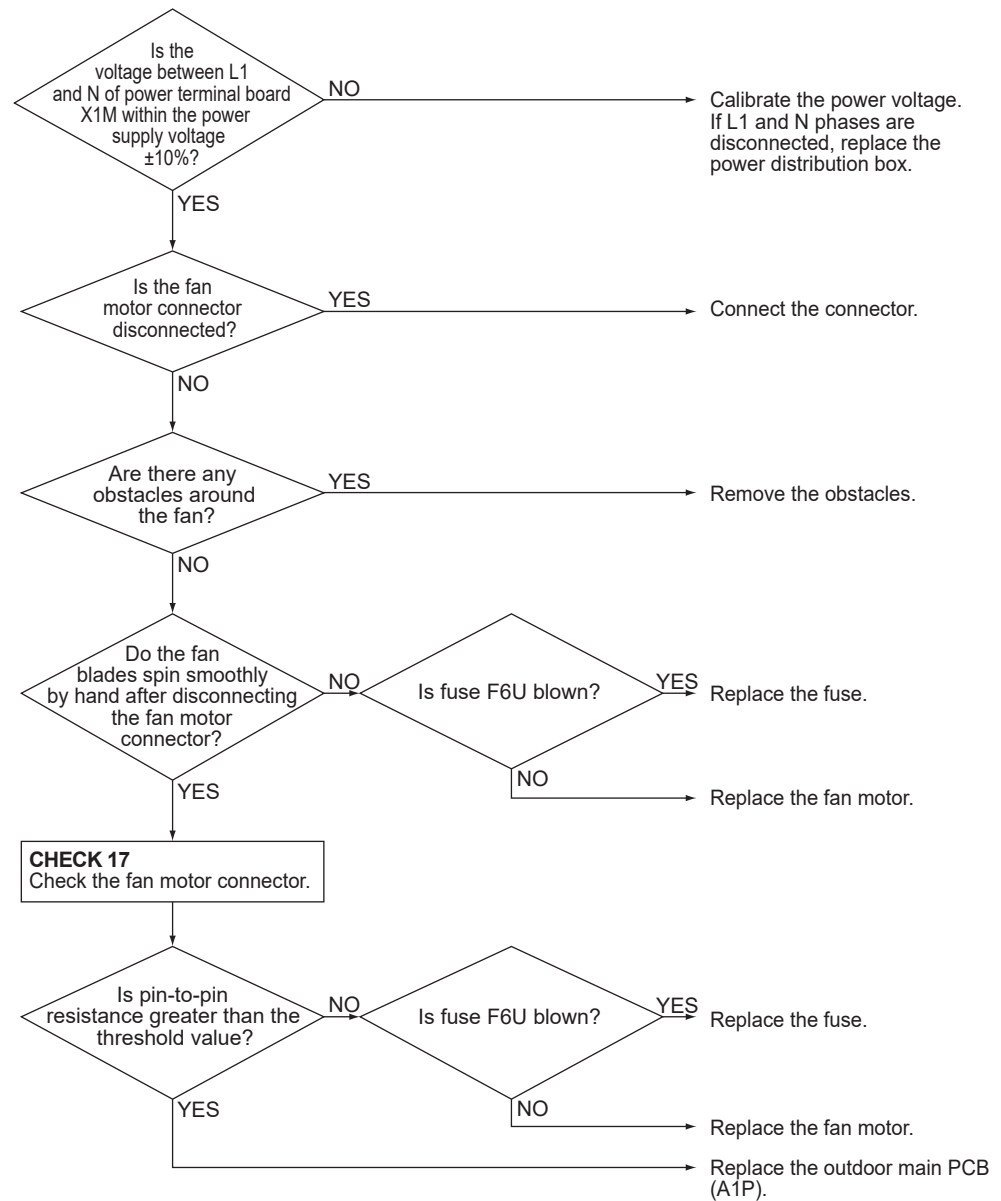 Is the
voltage between L1
and N of power terminal board
X1M within the power
supply voltage
±10%?
NO
Calibrate the power voltage.
If L1 and N phases are
disconnected, replace the
power distribution box.
YES
Is the fan
motor connector
disconnected?
YES
Connect the connector.
NO
Are there any
obstacles around
the fan?
YES
Remove the obstacles.
NO
Do the fan
blades spin smoothly
by hand after disconnecting
the fan motor
connector?
NO
Is fuse F6U blown?
YES
Replace the fuse.
NO
Replace the fan motor.
YES
CHECK 17
Check the fan motor connector.
Is pin-to-pin
resistance greater than the
threshold value?
NO
Is fuse F6U blown?
YES
Replace the fuse.
NO
Replace the fan motor.
YES
Replace the outdoor main PCB
(A1P).